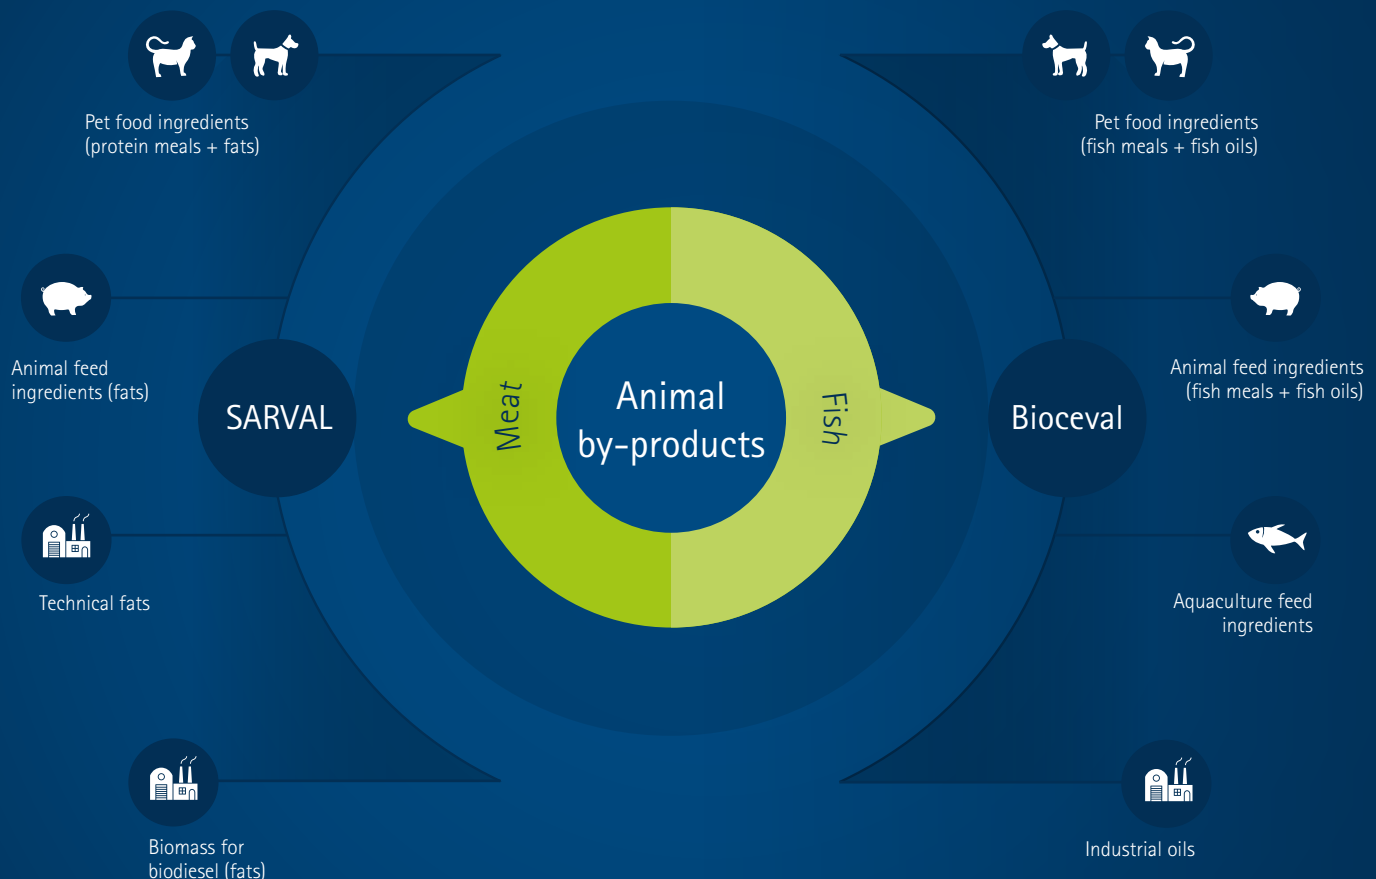 Pet food ingredients
(protein meals + fats)
Pet food ingredients
(fish meals + fish oils)
Animal feed
ingredients (fats)
Animal feed ingredients
(fish meals + fish oils)
SARVAL
Meat
Animal
by-products
Fish
Bioceval
Technical fats
Aquaculture feed
ingredients
Biomass for
biodiesel (fats)
Industrial oils